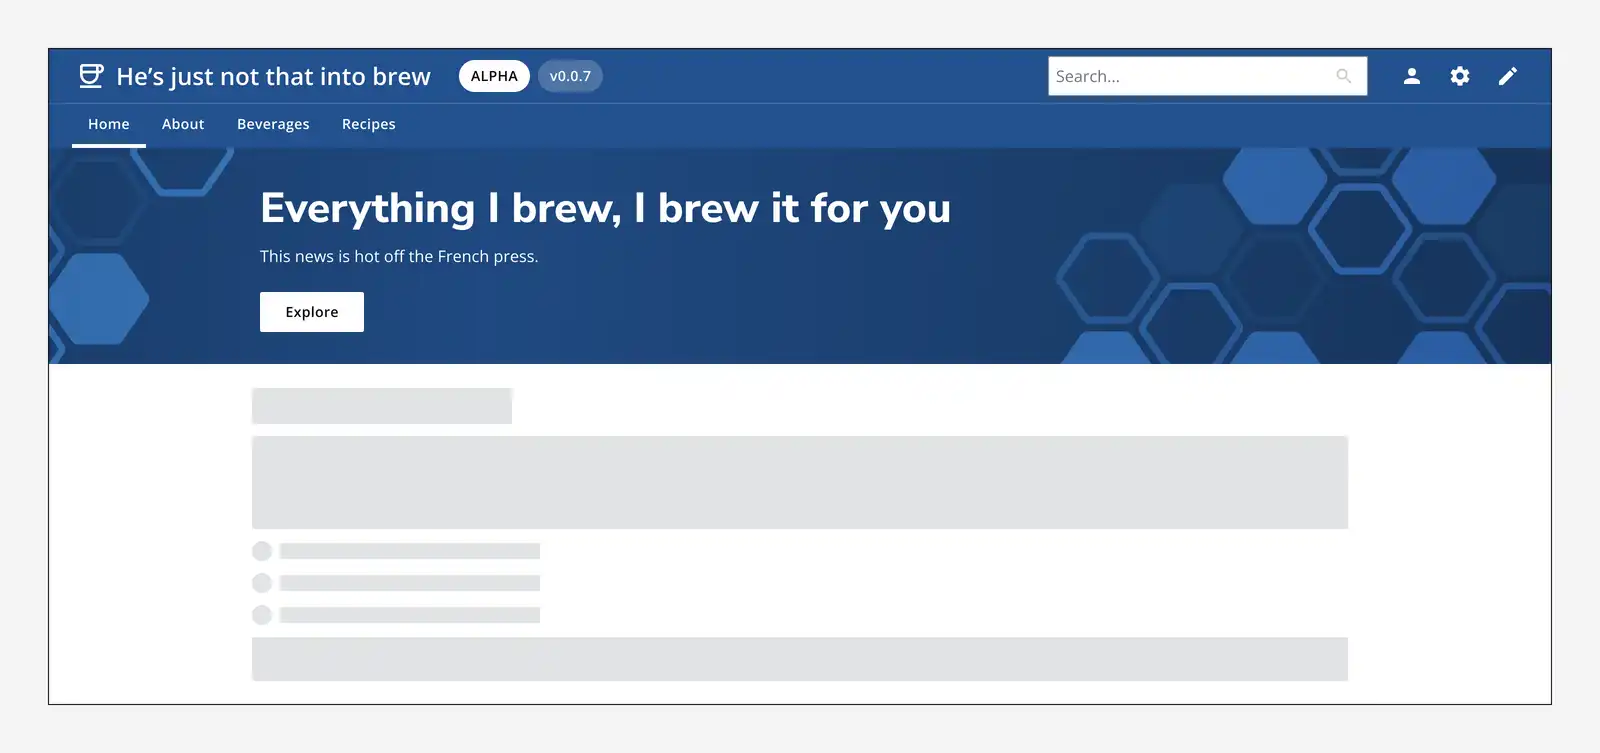 He’s just not that into brew ALPHA v0.0.7 Search...
Home About Beverages Recipes
Everything I brew, I brew it for you
This news is hot off the French press.
Explore